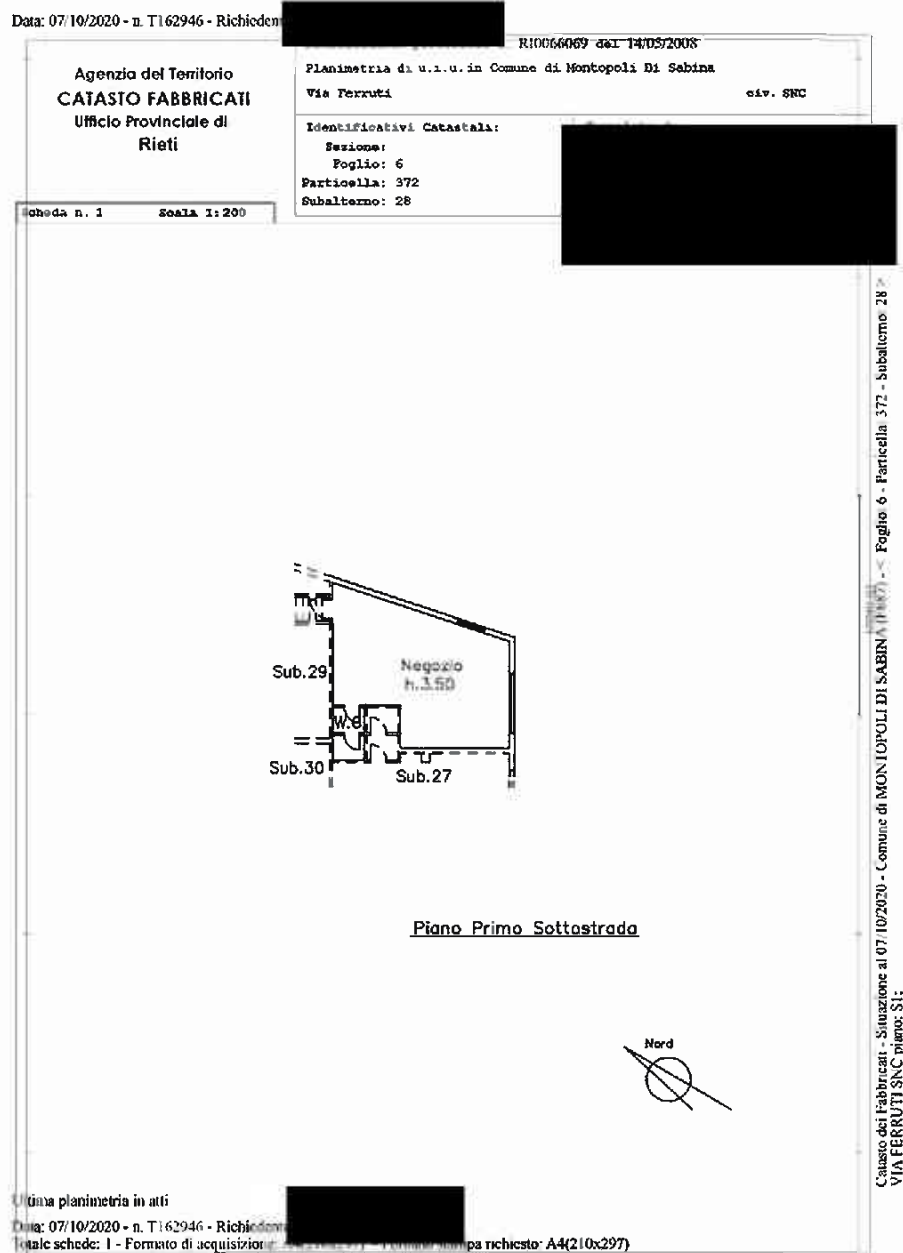 Data: 07/10/2020 - n. T162946 - Richiedente
RI0066069 del 14/05/2008
Agenzia del Territorio
CATASTO FABBRICATI
Ufficio Provinciale di
Rieti
Planimetria di u.i.u. in Comune di Montopoli Di Sabina
Via Ferruti
civ. SNC
Identificativi Catastali:
Sezione:
Foglio: 6
Particella: 372
Subalterno: 28
Scheda n. 1 Scala 1:200
Negozio
h.3.50
Sub.29
W.C
Sub.30
Sub.27
Piano Primo Sottostrada
Nord
Catasto dei Fabbricati - Situazione al 07/10/2020 - Comune di MONTOPOLI DI SABINA - < Foglio: 6 - Particella: 372 - Subalterno: 28 >
VIA FERRUTI SNC piano: S1;
Ultima planimetria in atti
Data: 07/10/2020 - n. T162946 - Richiedente
Totale schede: 1 - Formato di acquisizione richiesto: A4(210x297)